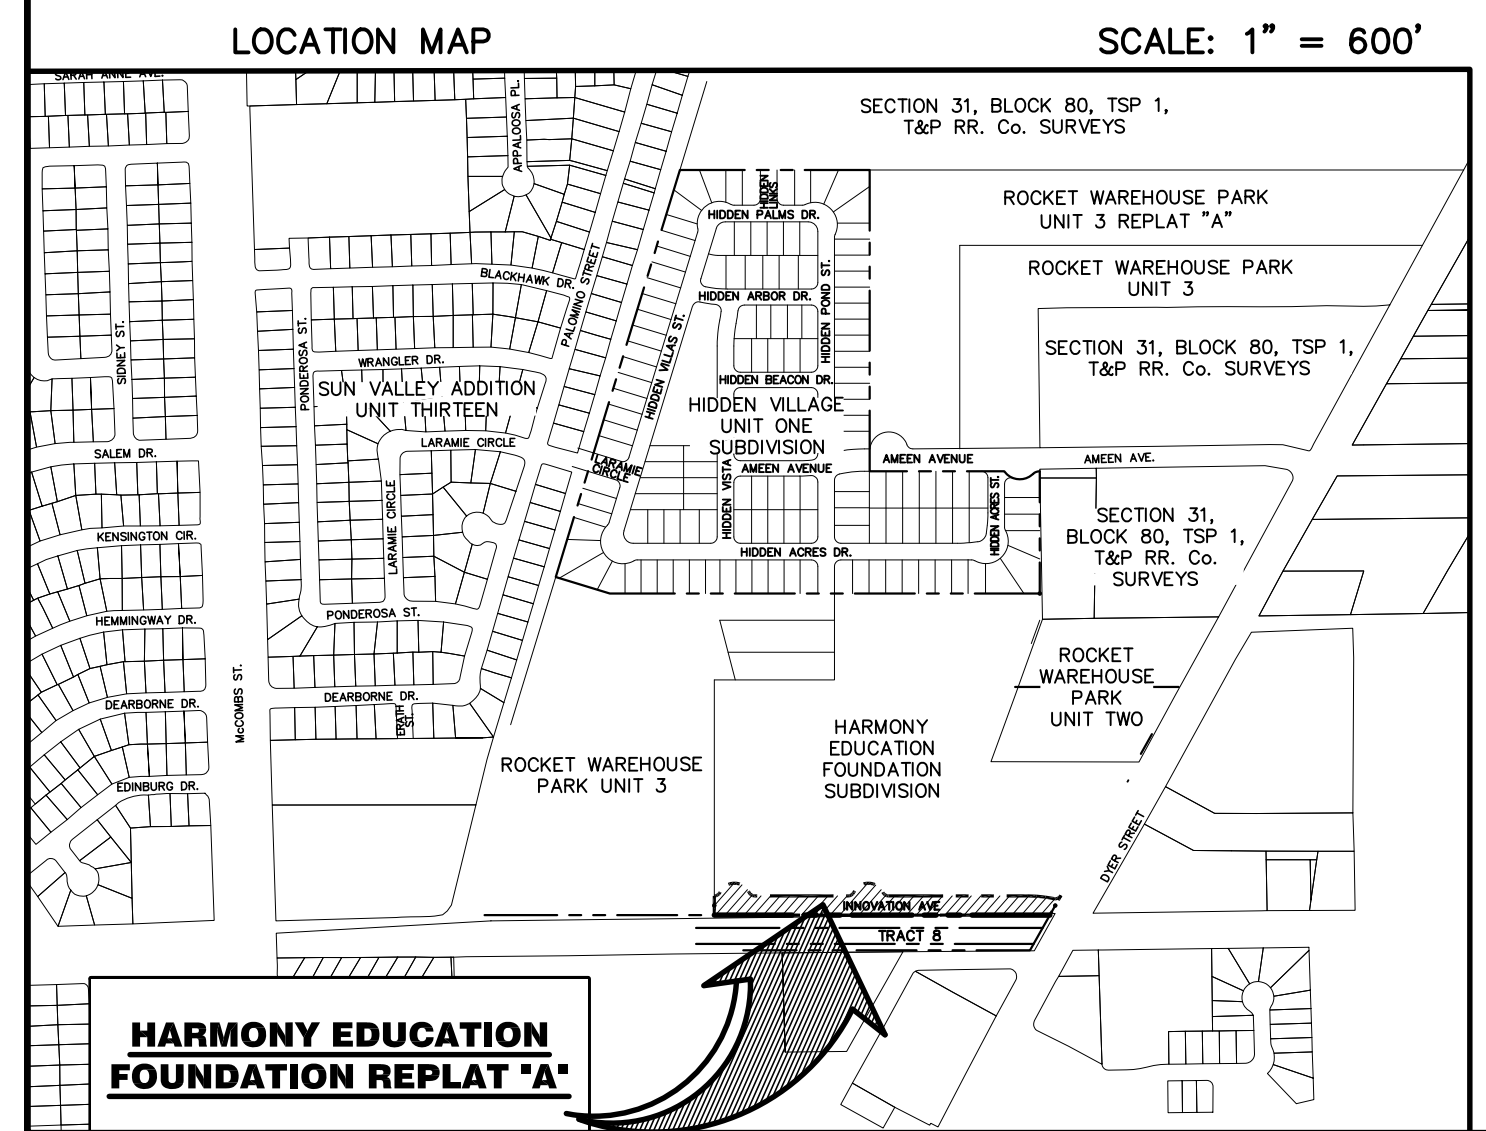 LOCATION MAP
SCALE: 1" = 600'
SARAH ANNE AVE.
APPALOOSA PL.
SECTION 31, BLOCK 80, TSP 1,
T&P RR. Co. SURVEYS
HIDDEN
LINKS
ROCKET WAREHOUSE PARK
UNIT 3 REPLAT "A"
HIDDEN PALMS DR.
BLACKHAWK DR.
PALOMINO STREET
ROCKET WAREHOUSE PARK
UNIT 3
HIDDEN ARBOR DR.
HIDDEN POND ST.
SIDNEY ST.
PONDEROSA ST.
WRANGLER DR.
HIDDEN VILLAS ST.
SECTION 31, BLOCK 80, TSP 1,
T&P RR. Co. SURVEYS
SUN VALLEY ADDITION
UNIT THIRTEEN
HIDDEN BEACON DR.
HIDDEN VILLAGE
UNIT ONE
SUBDIVISION
SALEM DR.
LARAMIE CIRCLE
LARAMIE
CIRCLE
AMEEN AVENUE
AMEEN AVENUE
AMEEN AVE.
HIDDEN VISTA
LARAMIE CIRCLE
HIDDEN ACRES ST.
KENSINGTON CIR.
HIDDEN ACRES DR.
SECTION 31,
BLOCK 80, TSP 1,
T&P RR. Co.
SURVEYS
HEMMINGWAY DR.
PONDEROSA ST.
McCOMBS ST.
DEARBORNE DR.
DEARBORNE DR.
ERATH
ST.
ROCKET
WAREHOUSE
PARK
UNIT TWO
HARMONY
EDUCATION
FOUNDATION
SUBDIVISION
ROCKET WAREHOUSE
PARK UNIT 3
EDINBURG DR.
DYER STREET
INNOVATION AVE
TRACT 8
HARMONY EDUCATION
FOUNDATION REPLAT "A"